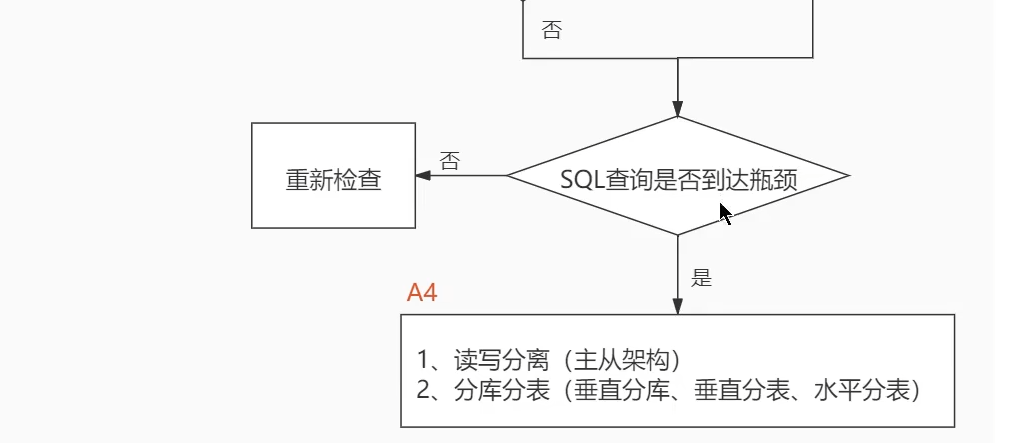 否
SQL查询是否到达瓶颈
否
重新检查
是
A4
1、读写分离（主从架构）
2、分库分表（垂直分库、垂直分表、水平分表）